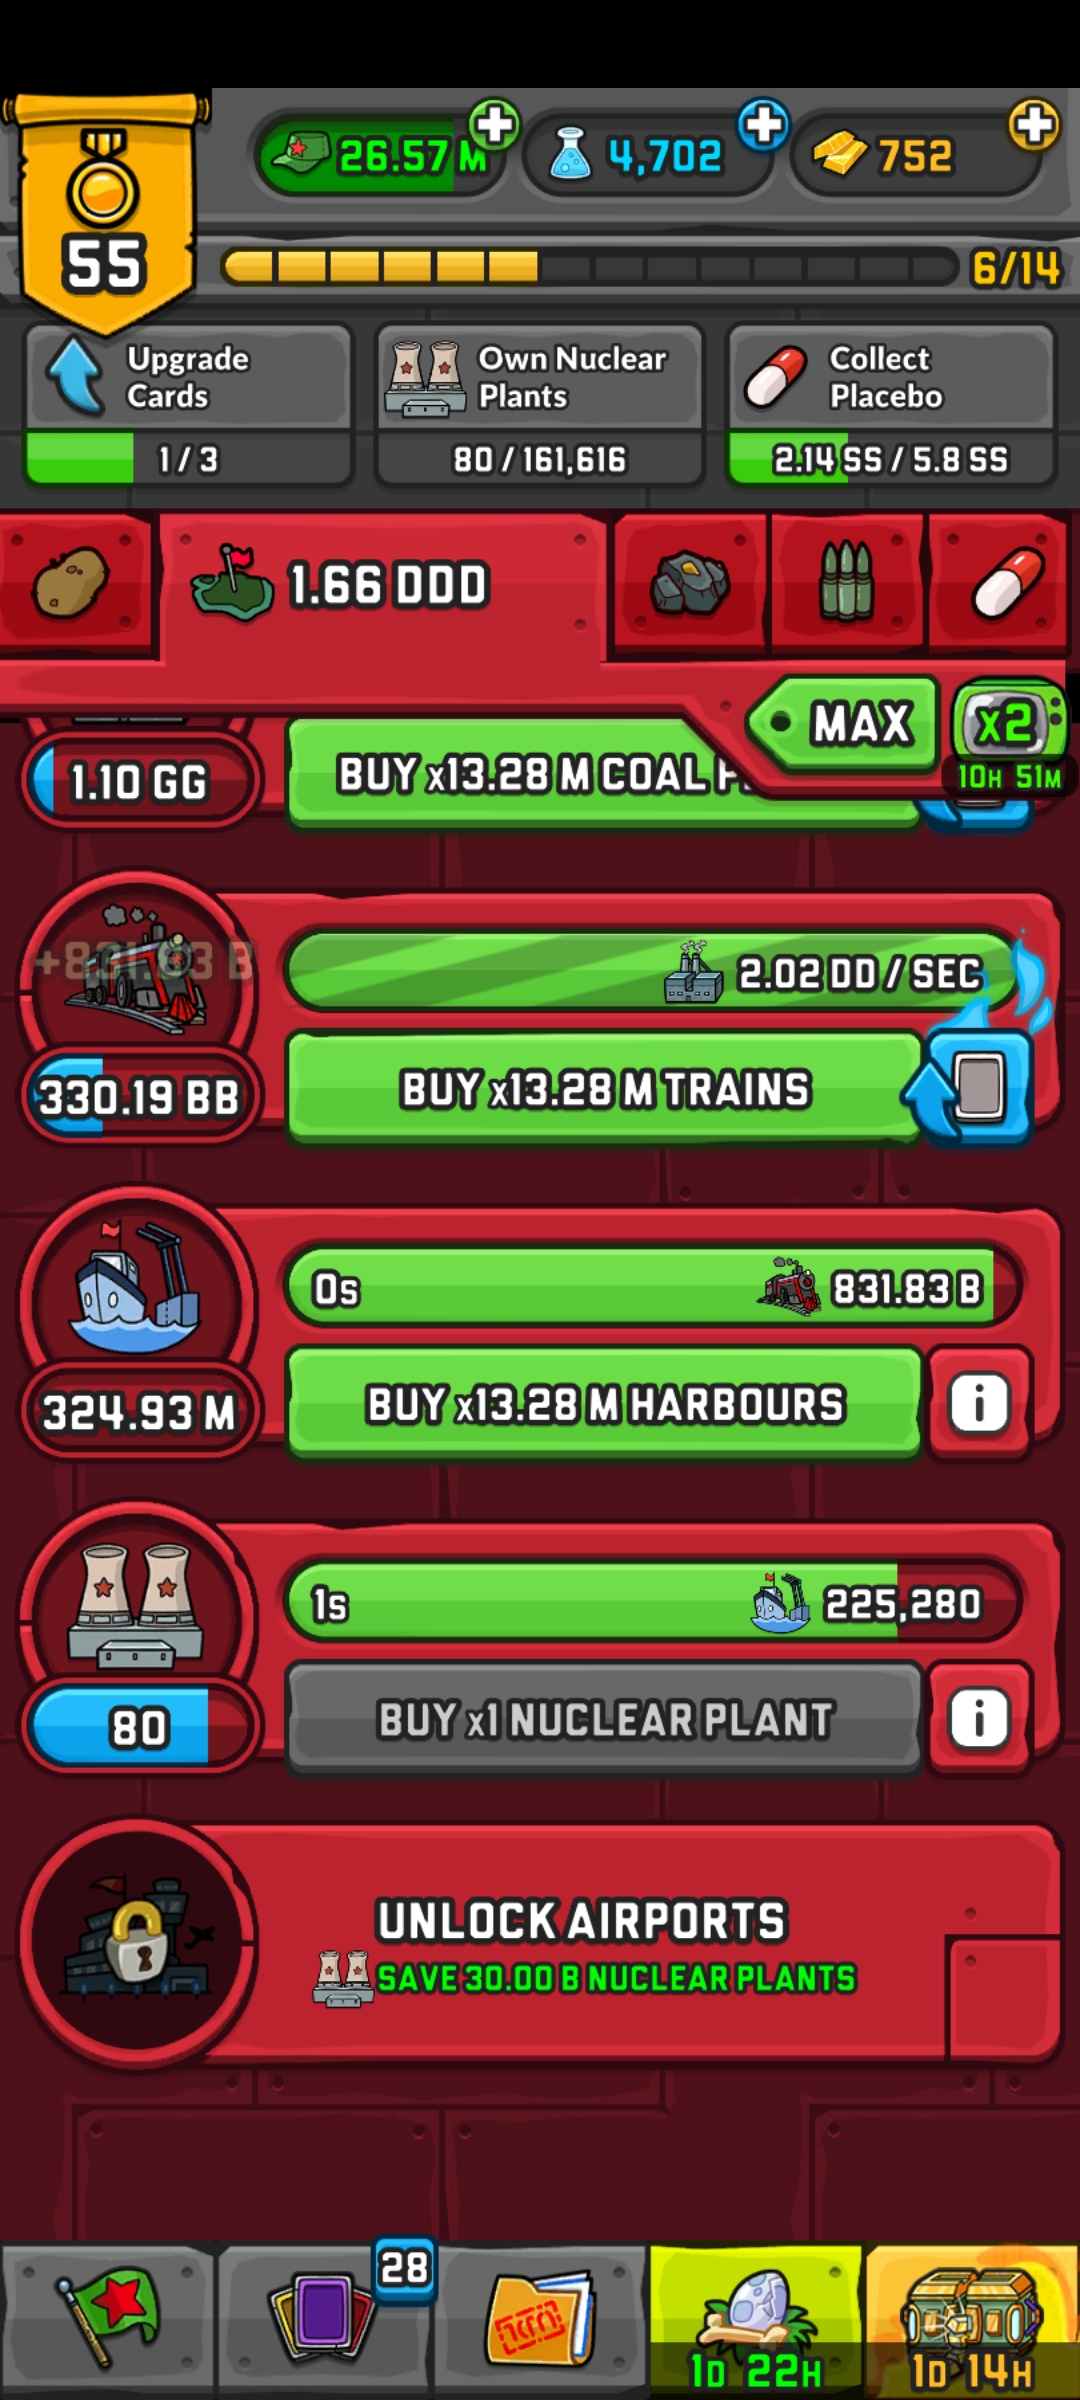 26.57 M
4,702
752
55
6/14
Upgrade
Cards
1 / 3
Own Nuclear
Plants
80 / 161,616
Collect
Placebo
2.14 SS / 5.8 SS
1.66 DDD
MAX
X2
10H 51M
1.10 GG
BUY x13.28 M COAL
+831.83 B
2.02 DD / SEC
330.19 BB
BUY x13.28 M TRAINS
0s
831.83 B
324.93 M
BUY x13.28 M HARBOURS
i
1s
225,280
80
BUY x1 NUCLEAR PLANT
i
UNLOCK AIRPORTS
SAVE 30.00 B NUCLEAR PLANTS
28
1D 22H
1D 14H